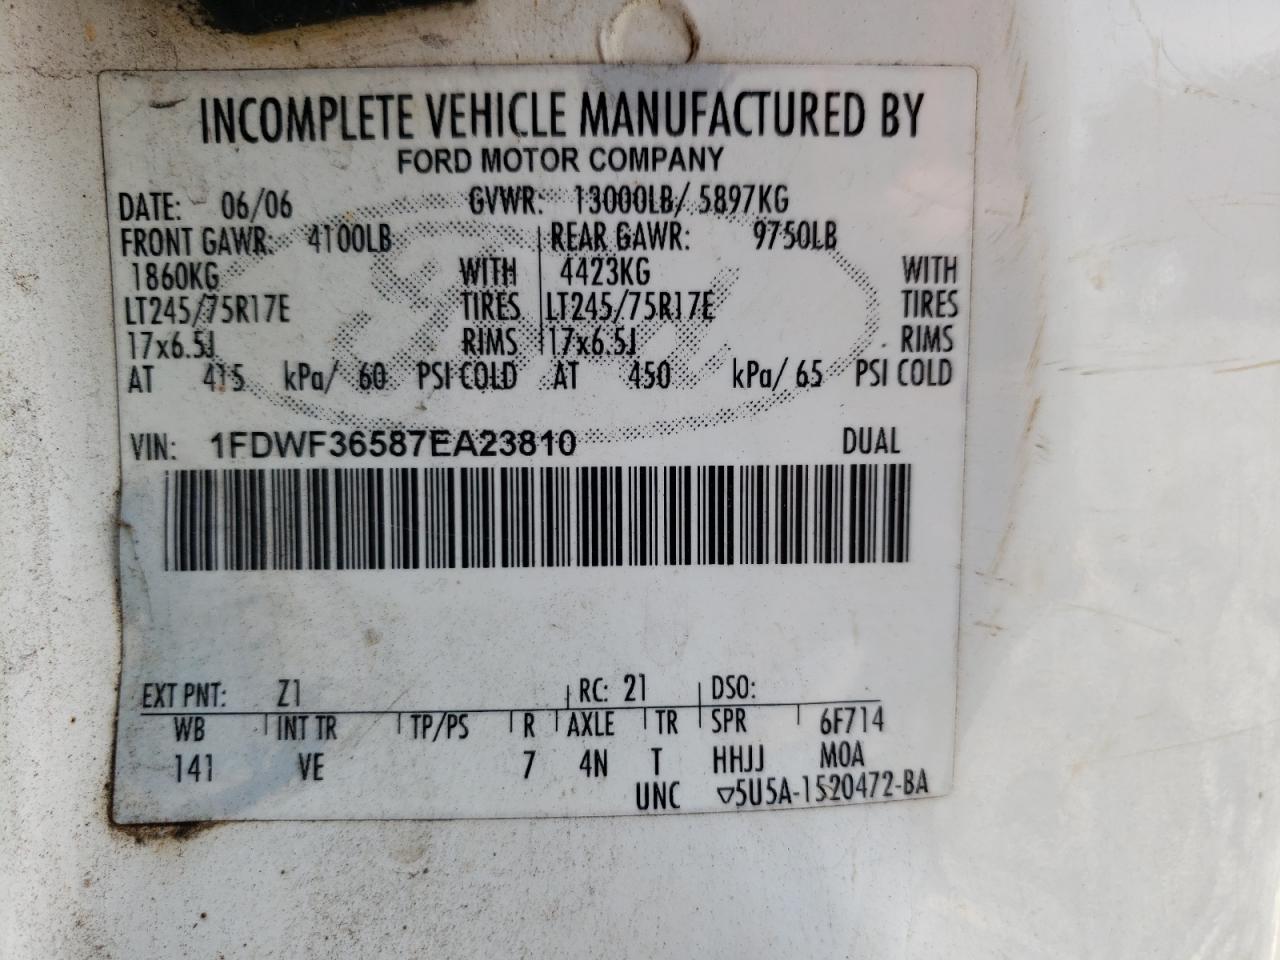 INCOMPLETE VEHICLE MANUFACTURED BY
FORD MOTOR COMPANY
DATE: 06/06 GVWR: 13000LB/ 5897KG
FRONT GAWR: 4100LB REAR GAWR: 9750LB
1860KG WITH 4423KG WITH
LT245/75R17E TIRES LT245/75R17E TIRES
17x6.5J RIMS 17x6.5J RIMS
AT 415 kPa/ 60 PSI COLD AT 450 kPa/ 65 PSI COLD
VIN: 1FDWF36587EA23810 DUAL
EXT PNT: Z1 RC: 21 DSO:
WB INT TR TP/PS R AXLE TR SPR 6F714
141 VE 7 4N T HHJJ MOA
UNC ▽5U5A-1520472-BA